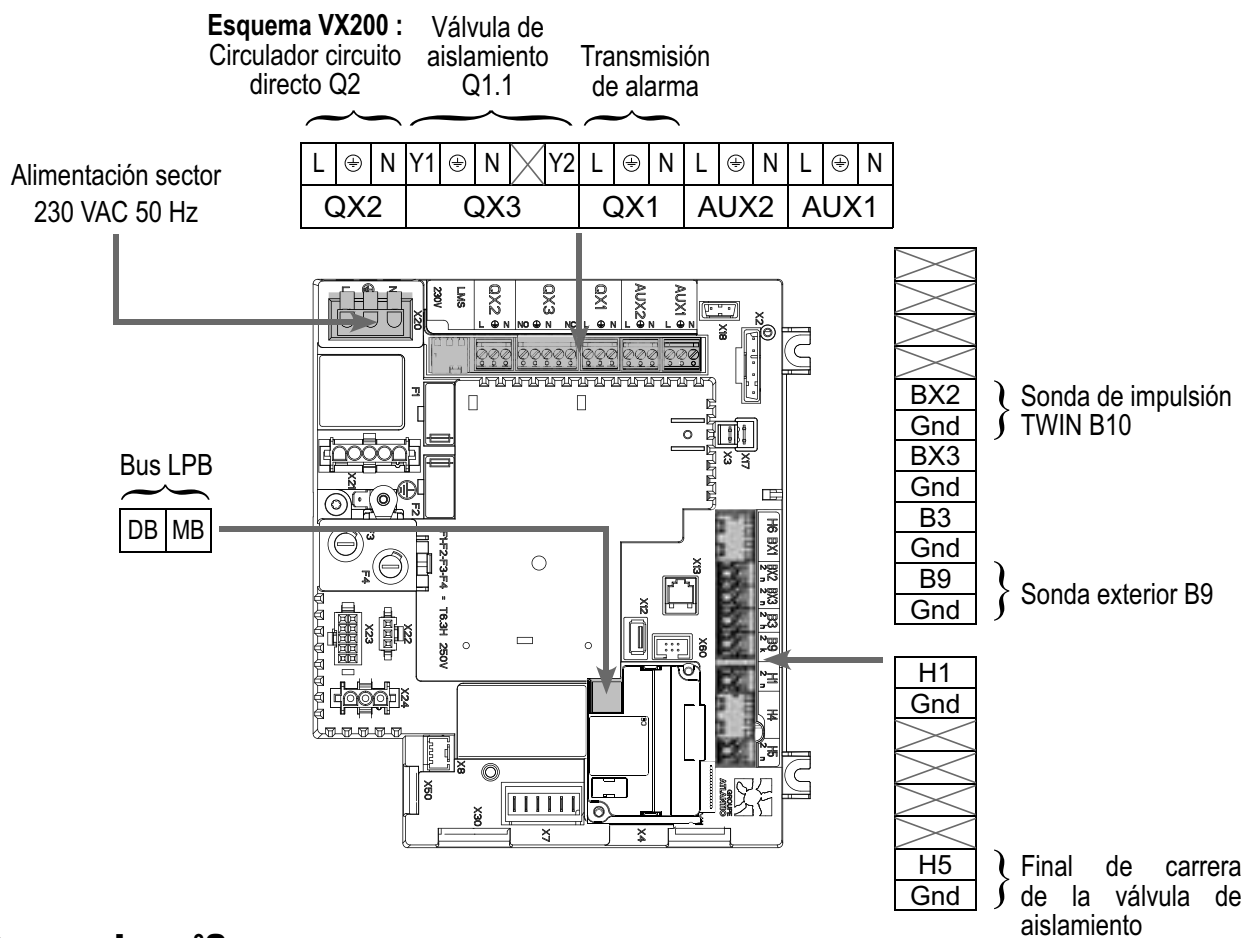 Esquema VX200 :
Circulador circuito
directo Q2
Válvula de
aislamiento
Q1.1
Transmisión
de alarma
L ⏚ N Y1 ⏚ N Y2 L ⏚ N L ⏚ N L ⏚ N
QX2 QX3 QX1 AUX2 AUX1
Alimentación sector
230 VAC 50 Hz
L ⏚ N
X20
230V
LMS
QX2
QX3
QX1
AUX2
AUX1
L ⏚ N NO ⏚ N NO L ⏚ N L ⏚ N L ⏚ N
X18
X2
F1
X3
X17
X21
F2
F3
F4
F1-F2-F3-F4 = T6.3H 250V
Bus LPB
DB MB
X13
X12
X60
X23
X22
X24
X8
X50
X30
X7
X4
GROUPE
ATLANTIC
H6 BX1
BX2
BX3
B3
B9
H1
H4
H5
BX2
Gnd
Sonda de impulsión
TWIN B10
BX3
Gnd
B3
Gnd
B9
Gnd
Sonda exterior B9
H1
Gnd
H5
Gnd
Final de carrera
de la válvula de
aislamiento